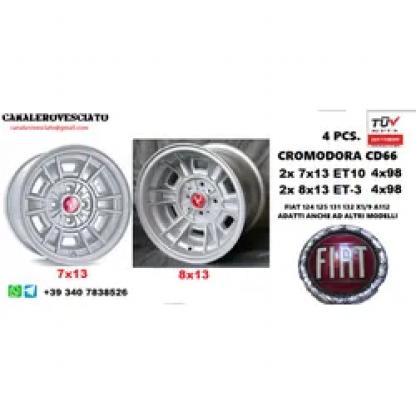 CANALEROVESCIATO
canalerovesciato@gmail.com
7x13
8x13
+39 340 7838526
TÜV
4 PCS.
CROMODORA CD66
2x 7x13 ET10 4x98
2x 8x13 ET-3 4x98
FIAT 124 125 131 132 X1/9 A112
ADATTI ANCHE AD ALTRI MODELLI
FIAT